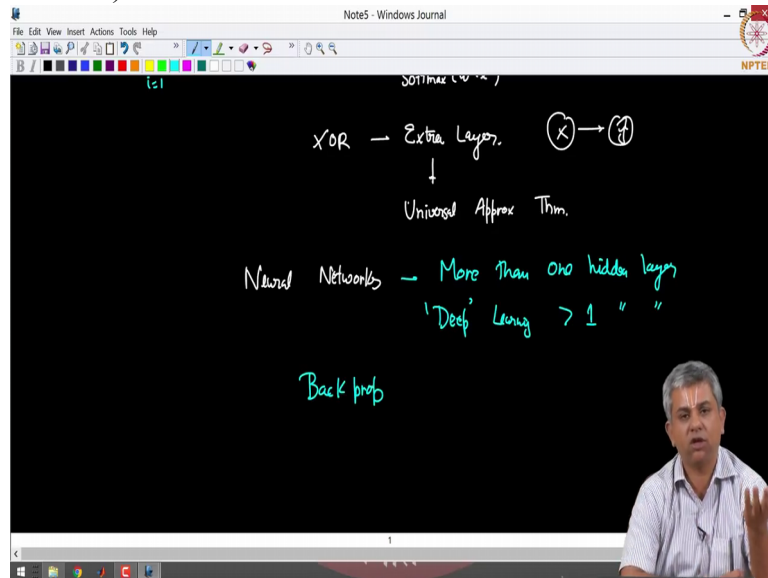 Note5 - Windows Journal
File Edit View Insert Actions Tools Help
B I
NPTEL
i=1
Softmax(w·x)
XOR — Extra Layer. X → ŷ
Universal Approx Thm.
Neural Networks — More than one hidden layer
'Deep' Learning > 1 " "
Back prop
1